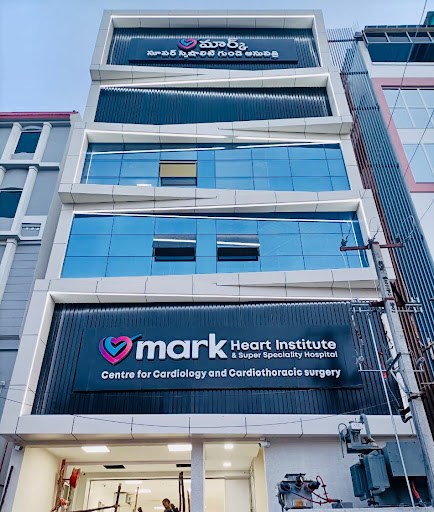 మార్క్
సూపర్ స్పెషాలిటీ గుండె ఆసుపత్రి
mark Heart Institute
& Super Speciality Hospital
Centre for Cardiology and Cardiothoracic surgery